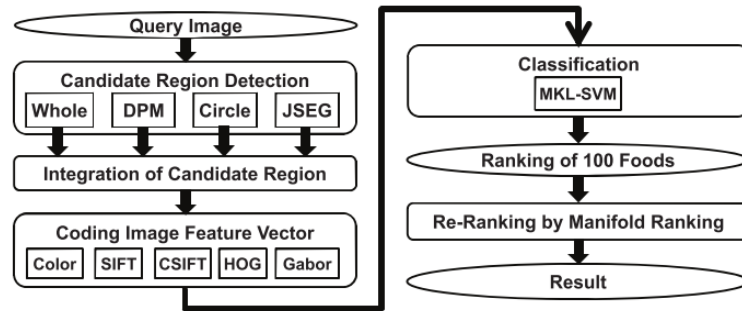 Query Image
Candidate Region Detection
Whole DPM Circle JSEG
Integration of Candidate Region
Coding Image Feature Vector
Color SIFT CSIFT HOG Gabor
Classification
MKL-SVM
Ranking of 100 Foods
Re-Ranking by Manifold Ranking
Result